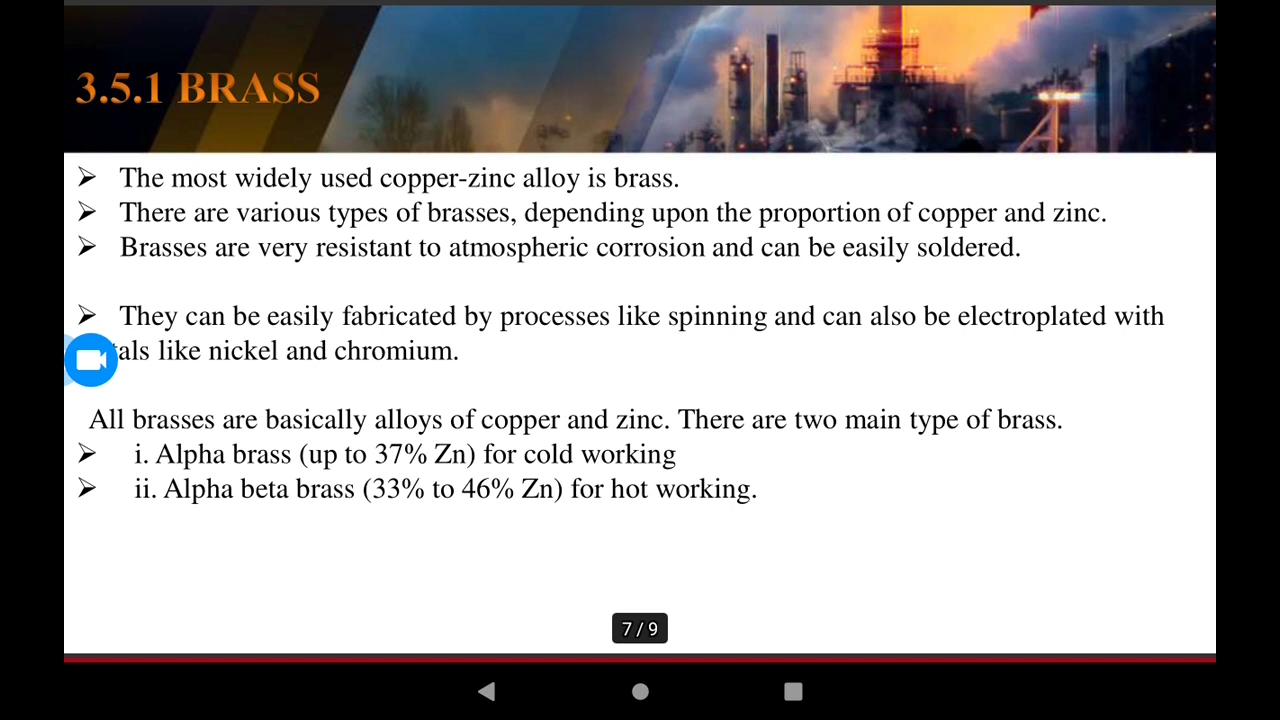 3.5.1 BRASS
➢ The most widely used copper-zinc alloy is brass.
➢ There are various types of brasses, depending upon the proportion of copper and zinc.
➢ Brasses are very resistant to atmospheric corrosion and can be easily soldered.
➢ They can be easily fabricated by processes like spinning and can also be electroplated with
like nickel and chromium.
All brasses are basically alloys of copper and zinc. There are two main type of brass.
➢ i. Alpha brass (up to 37% Zn) for cold working
➢ ii. Alpha beta brass (33% to 46% Zn) for hot working.
7 / 9